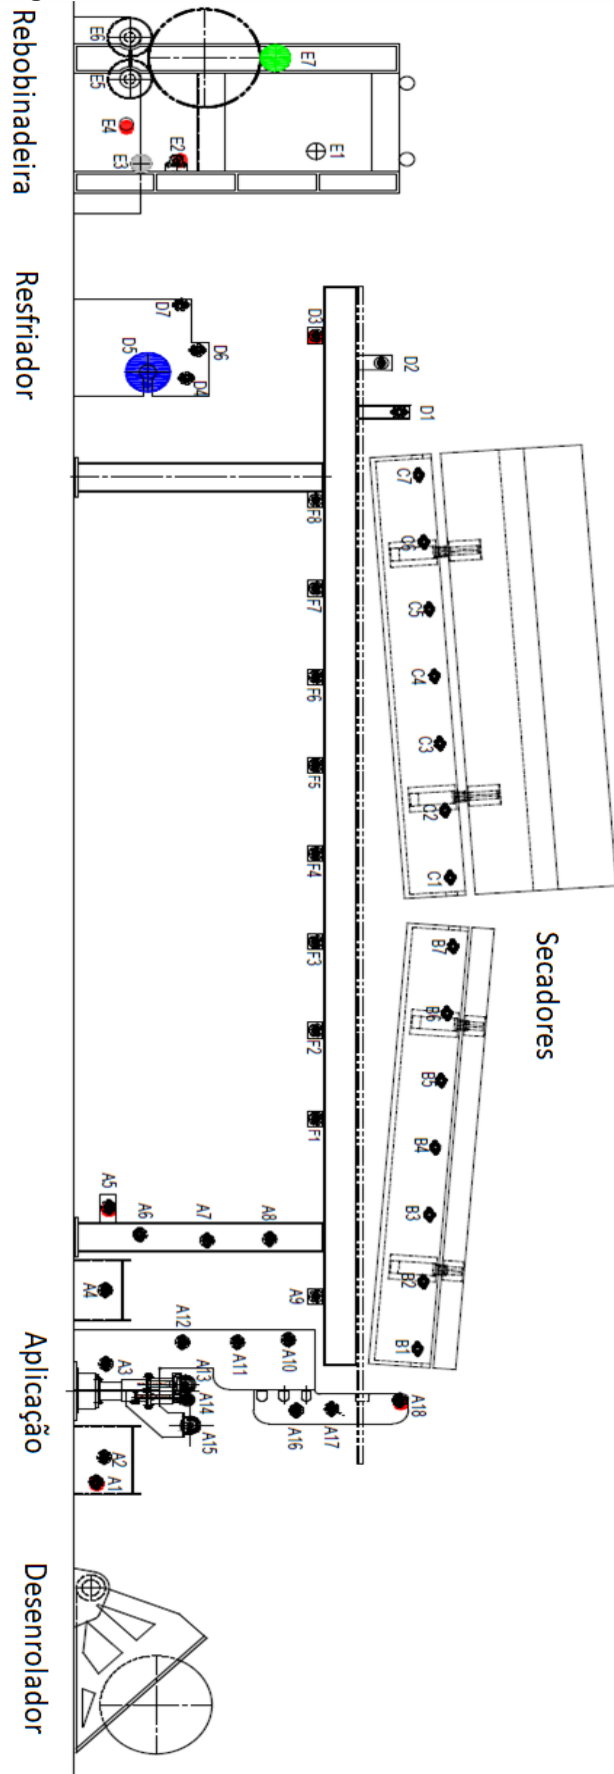 Rebobinadeira
Resfriador
Secadores
Aplicação
Desenrolador
E6
E5
E7
E4
E3
E2
E1
D7
D5
D6
D4
D3
D2
D1
C7
C6
C5
C4
C3
C2
C1
B7
B6
B5
B4
B3
B2
B1
F8
F7
F6
F5
F4
F3
F2
F1
A5
A6
A7
A8
A4
A9
A12
A11
A10
A3
A13
A14
A15
A16
A17
A18
A2
A1